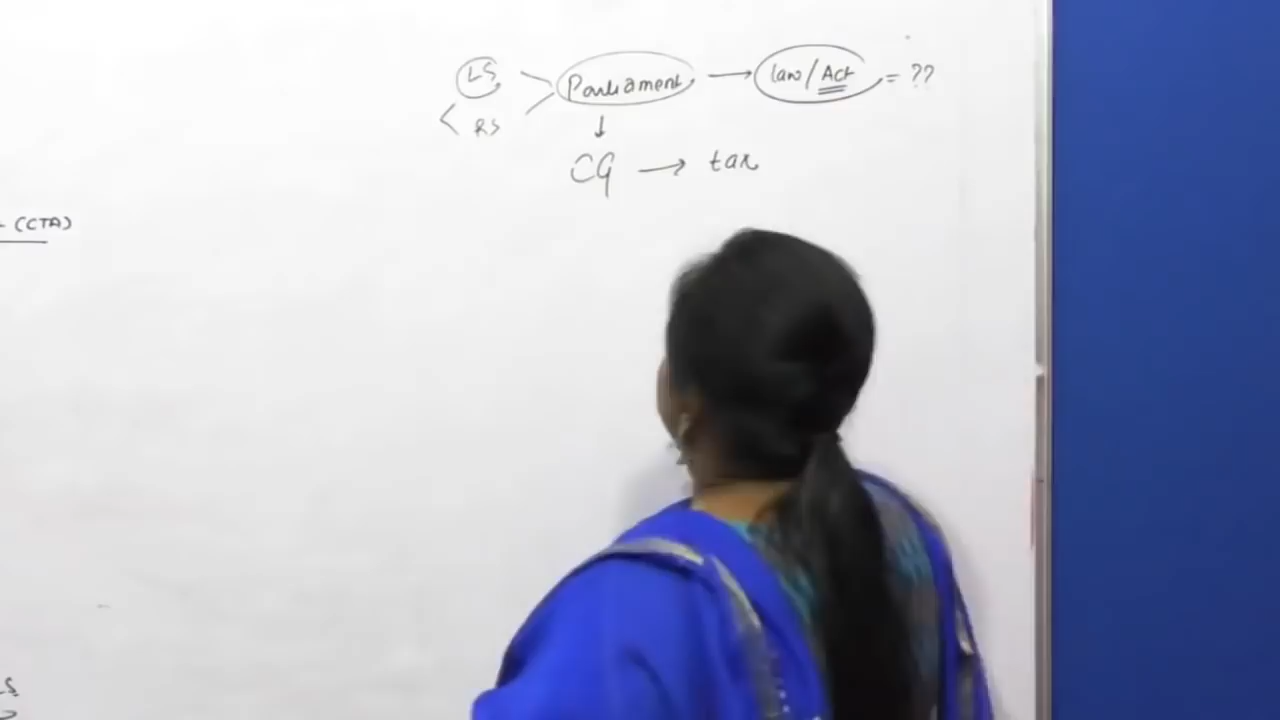 LS Parliament → law/Act = ??
< RS
↓
CG → tax
- (CTA)